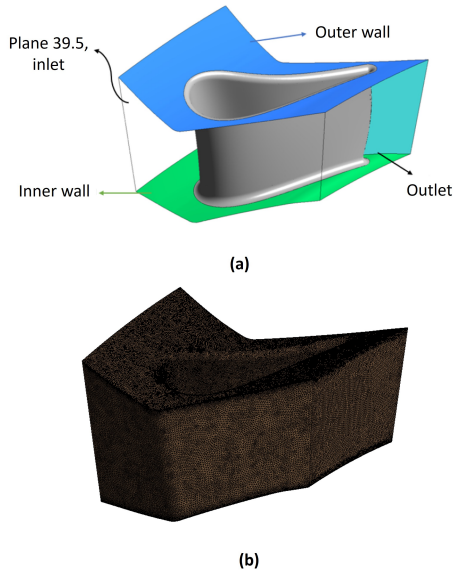 Plane 39.5,
inlet
Outer wall
Inner wall
Outlet
(a)
(b)